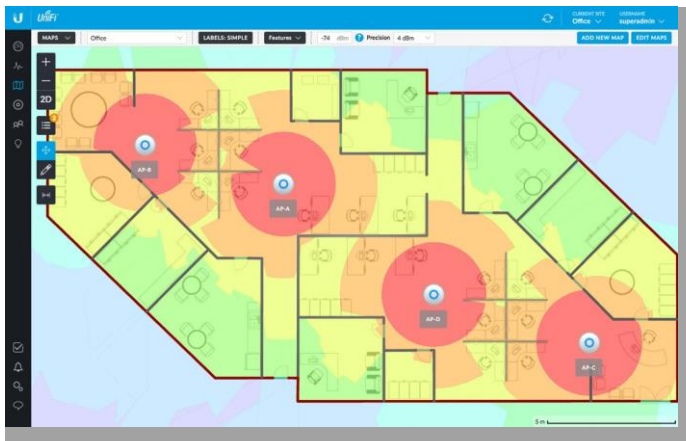 UniFi
CURRENT SITE
Office
USERNAME
superadmin
MAPS
Office
LABELS: SIMPLE
Features
-74 dBm
Precision
4 dBm
ADD NEW MAP
EDIT MAPS
2D
AP-B
AP-A
AP-D
AP-C
5 m